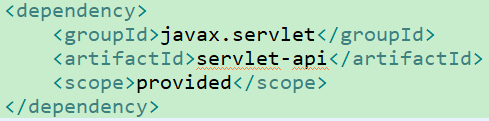 <dependency>
    <groupId>javax.servlet</groupId>
    <artifactId>servlet-api</artifactId>
    <scope>provided</scope>
</dependency>